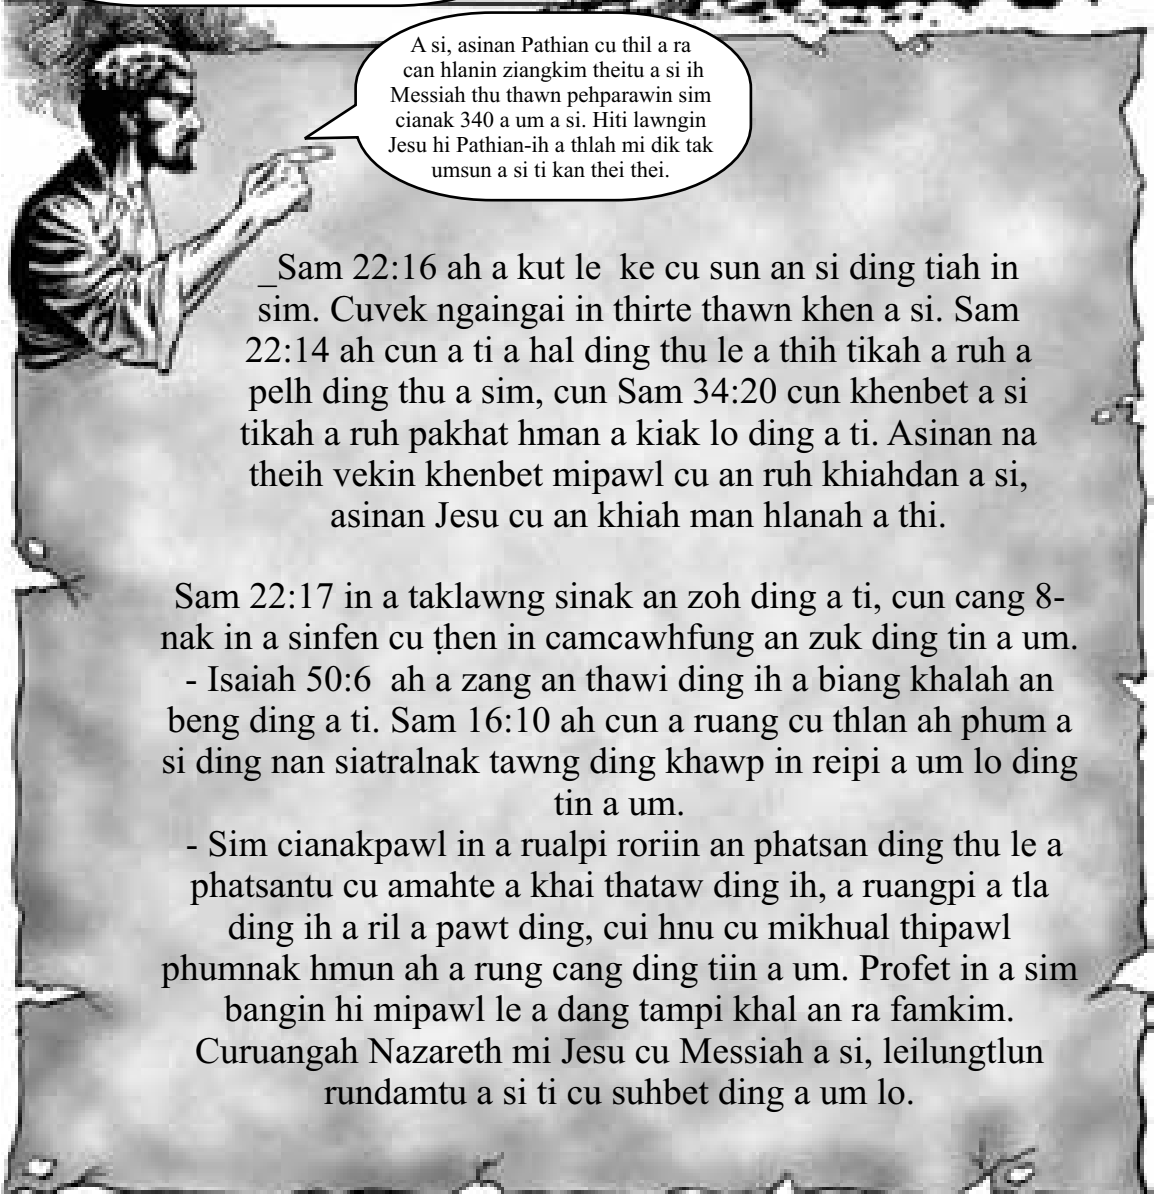 A si, asinan Pathian cu thil a ra
can hlanin ziangkim theitu a si ih
Messiah thu thawn pehparawin sim
cianak 340 a um a si. Hiti lawngin
Jesu hi Pathian-ih a thlah mi dik tak
umsun a si ti kan thei thei.
_Sam 22:16 ah a kut le ke cu sun an si ding tiah in
sim. Cuvek ngaingai in thirte thawn khen a si. Sam
22:14 ah cun a ti a hal ding thu le a thih tikah a ruh a
pelh ding thu a sim, cun Sam 34:20 cun khenbet a si
tikah a ruh pakhat hman a kiak lo ding a ti. Asinan na
theih vekin khenbet mipawl cu an ruh khiahdan a si,
asinan Jesu cu an khiah man hlanah a thi.
Sam 22:17 in a taklawng sinak an zoh ding a ti, cun cang 8-
nak in a sinfen cu ṭhen in camcawhfung an zuk ding tin a um.
- Isaiah 50:6 ah a zang an thawi ding ih a biang khalah an
beng ding a ti. Sam 16:10 ah cun a ruang cu thlan ah phum a
si ding nan siatralnak tawng ding khawp in reipi a um lo ding
tin a um.
- Sim cianakpawl in a rualpi roriin an phatsan ding thu le a
phatsantu cu amahte a khai thataw ding ih, a ruangpi a tla
ding ih a ril a pawt ding, cui hnu cu mikhual thipawl
phumnak hmun ah a rung cang ding tiin a um. Profet in a sim
bangin hi mipawl le a dang tampi khal an ra famkim.
Curuangah Nazareth mi Jesu cu Messiah a si, leilungtlun
rundamtu a si ti cu suhbet ding a um lo.